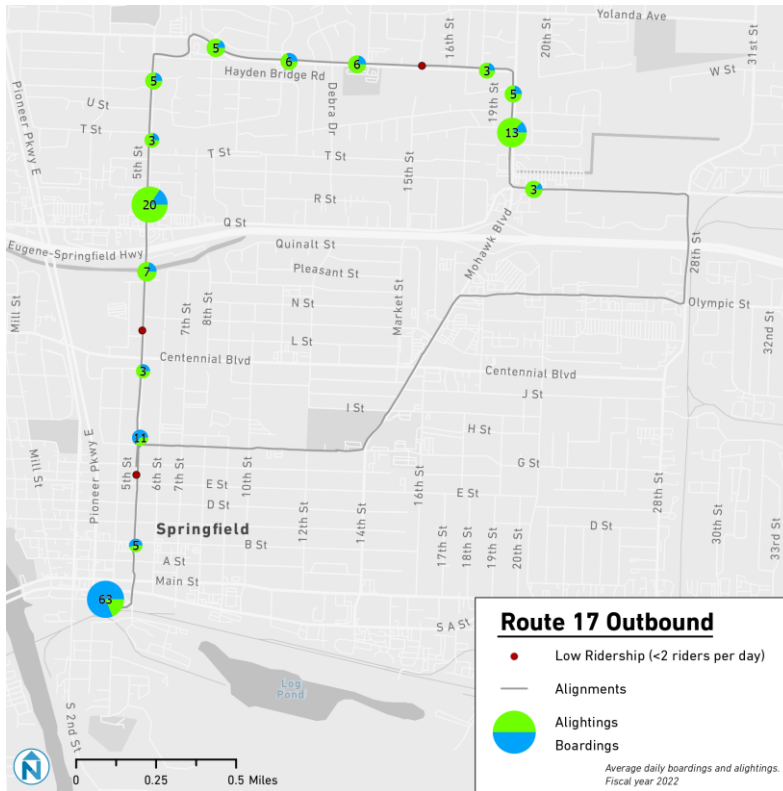 Yolanda Ave
16th St
17th St
20th St
31st St
5
6
6
3
Hayden Bridge Rd
W St
5
5
19th St
Pioneer Pkwy E
U St
Debra Dr
T St
13
3
5th St
T St
T St
15th St
3
20
R St
Q St
Mohawk Blvd
Quinalt St
Eugene-Springfield Hwy
28th St
7
Pleasant St
Mill St
7th St
8th St
N St
Market St
Olympic St
L St
32nd St
Centennial Blvd
3
Centennial Blvd
J St
I St
11
H St
Mill St
Pioneer Pkwy E
5th St
6th St
7th St
10th St
G St
16th St
E St
E St
28th St
D St
12th St
14th St
D St
Springfield
B St
17th St
18th St
19th St
20th St
30th St
33rd St
5
A St
Main St
63
S A St
Log
Pond
S 2nd St
Route 17 Outbound
Low Ridership (<2 riders per day)
Alignments
Alightings
Boardings
Average daily boardings and alightings.
Fiscal year 2022
N
0 0.25 0.5 Miles